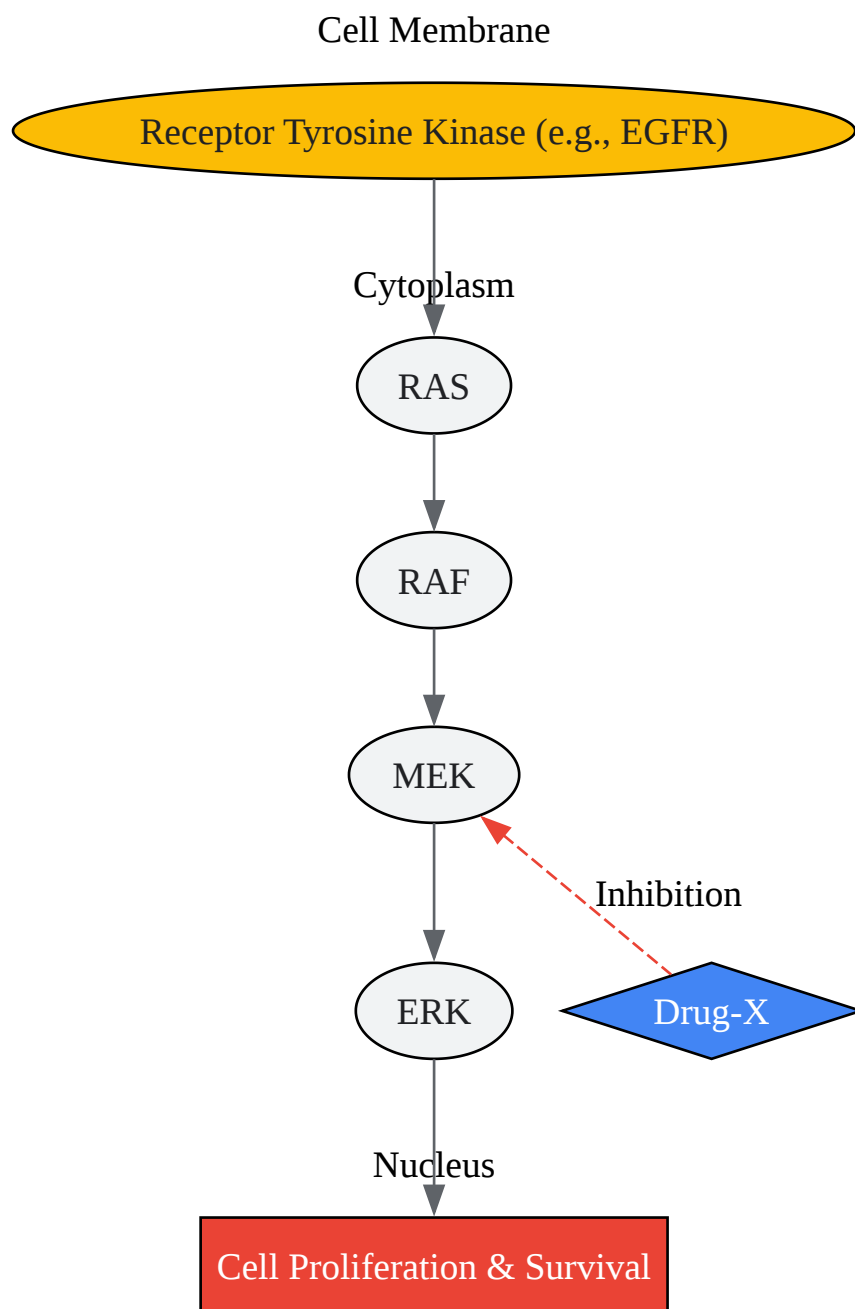 Cell Membrane
Receptor Tyrosine Kinase (e.g., EGFR)
Cytoplasm
RAS
RAF
MEK
Inhibition
ERK
Drug-X
Nucleus
Cell Proliferation & Survival